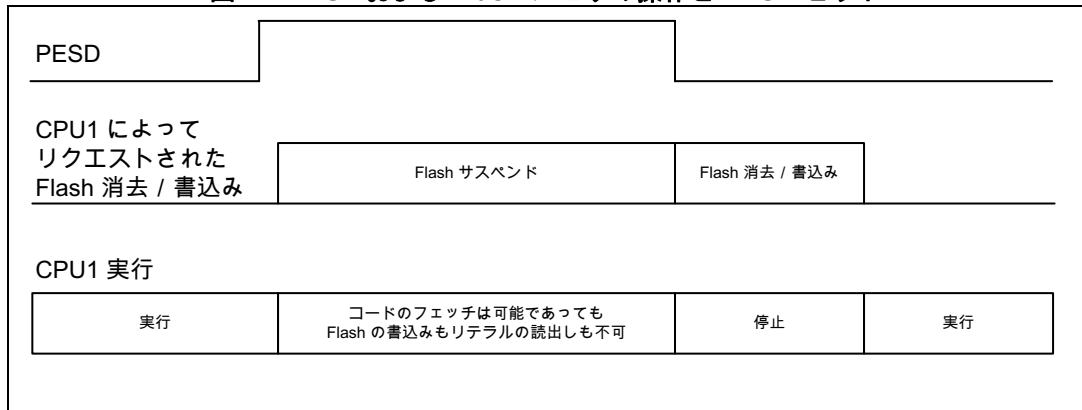 PESD
CPU1 によって
リクエストされた
Flash 消去 / 書込み
Flash サスペンド
Flash 消去 / 書込み
CPU1 実行
実行
コードのフェッチは可能であっても
Flash の書込みもリテラルの読出しも不可
停止
実行